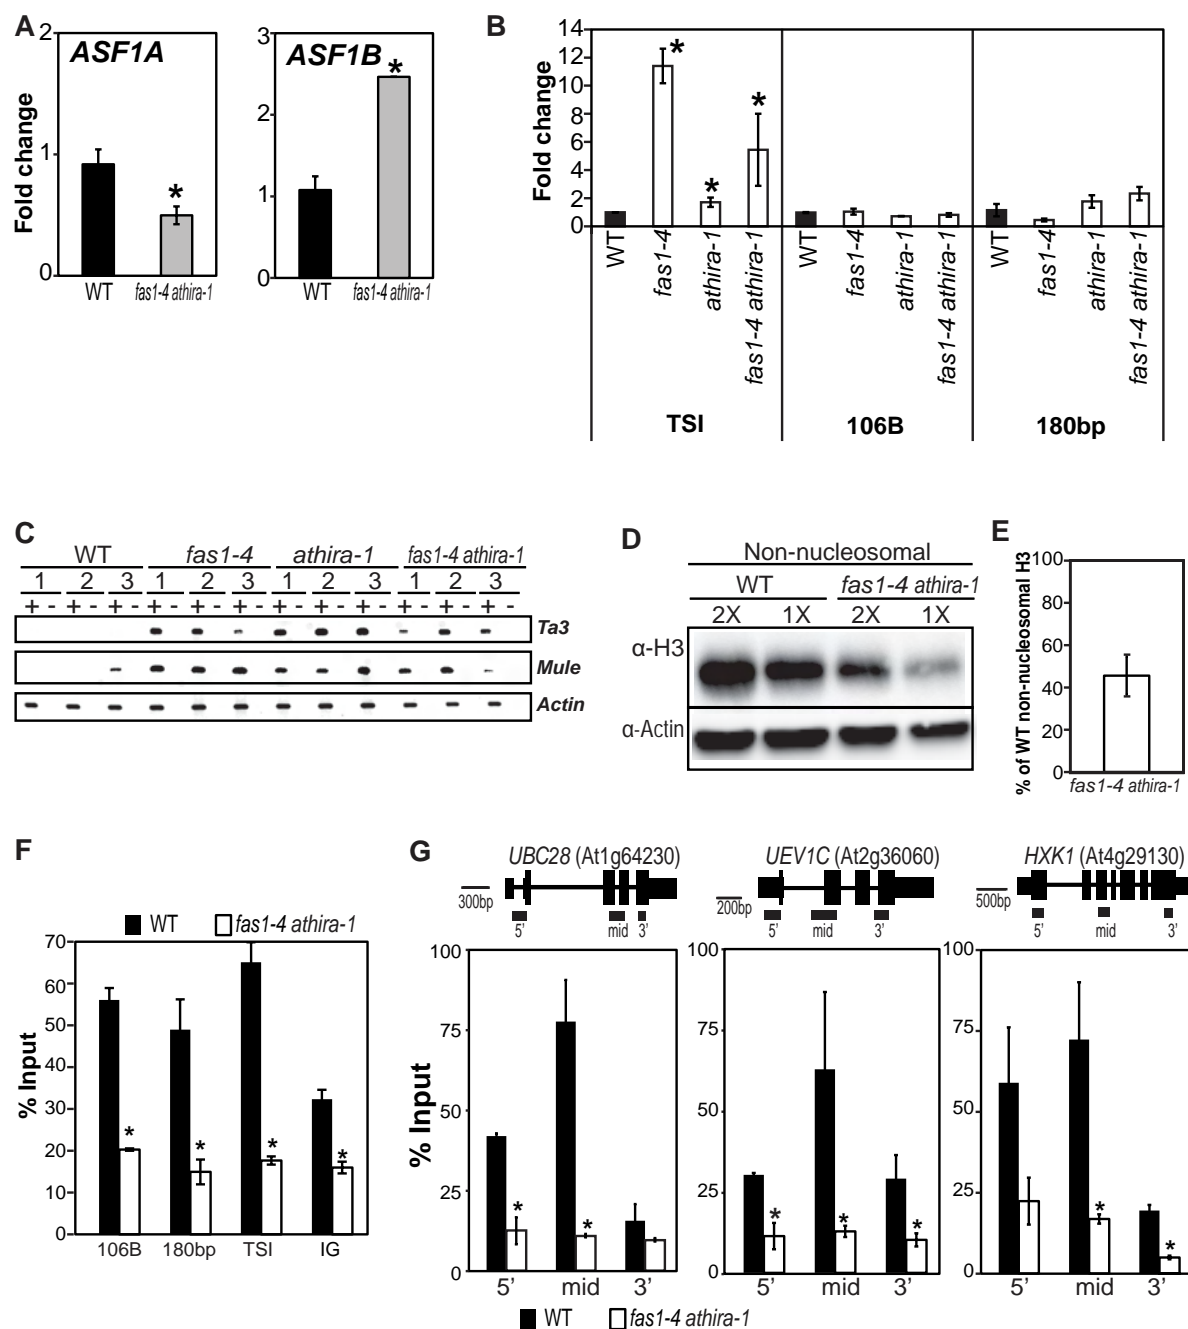 A
2
1
0
Fold change
ASF1A
*
WT
fas1-4 athira-1
3
2
1
0
ASF1B
*
WT
fas1-4 athira-1
B
14
12
10
8
6
4
2
0
Fold change
* * *
WT
fas1-4
athira-1
fas1-4 athira-1
WT
fas1-4
athira-1
fas1-4 athira-1
WT
fas1-4
athira-1
fas1-4 athira-1
TSI 106B 180bp
C
WT fas1-4 athira-1 fas1-4 athira-1
1 2 3 1 2 3 1 2 3 1 2 3
+ - + - + - + - + - + - + - + - + - + - + - + -
Ta3
Mule
Actin
D
Non-nucleosomal
WT fas1-4 athira-1
2X 1X 2X 1X
α-H3
α-Actin
E
100
80
60
40
20
0
% of WT non-nucleosomal H3
fas1-4 athira-1
F
WT fas1-4 athira-1
70
60
50
40
30
20
10
0
% Input
* * * *
106B 180bp TSI IG
G
UBC28 (At1g64230)
300bp
5' mid 3'
UEV1C (At2g36060)
200bp
5' mid 3'
HXK1 (At4g29130)
500bp
5' mid 3'
% Input
100
75
50
25
0
* *
5' mid 3'
100
75
50
25
0
* * *
5' mid 3'
100
75
50
25
0
* *
5' mid 3'
WT fas1-4 athira-1